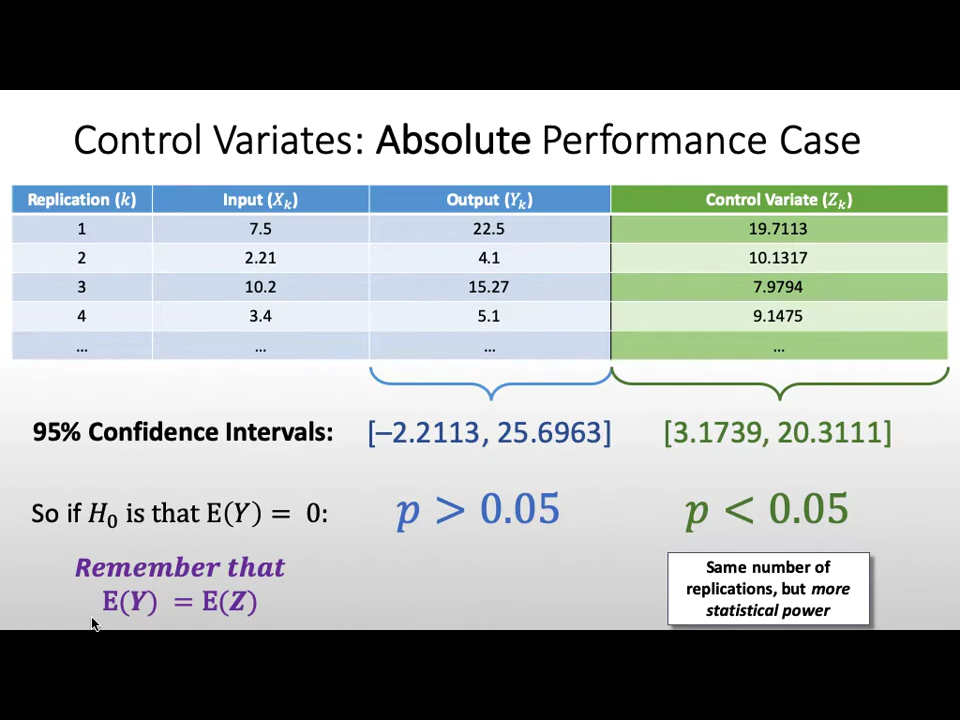 Control Variates: Absolute Performance Case
Replication (k) Input (Xₖ) Output (Yₖ) Control Variate (Zₖ)
1 7.5 22.5 19.7113
2 2.21 4.1 10.1317
3 10.2 15.27 7.9794
4 3.4 5.1 9.1475
... ... ... ...
95% Confidence Intervals: [–2.2113, 25.6963] [3.1739, 20.3111]
So if H₀ is that E(Y) = 0: p > 0.05 p < 0.05
Remember that
E(Y) = E(Z)
Same number of
replications, but more
statistical power